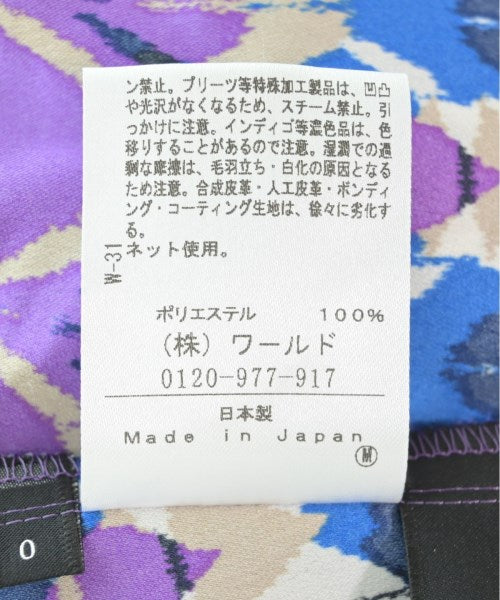 ン禁止。プリーツ等特殊加工製品は、凹凸
や光沢がなくなるため、スチーム禁止。引
っかけに注意。インディゴ等濃色品は、色
移りすることがあるので注意。湿潤での過
剰な摩擦は、毛羽立ち・白化の原因となる
ため注意。合成皮革・人工皮革・ボンディ
ング・コーティング生地は、徐々に劣化す
る。
ネット使用。
W-31
ポリエステル 100%
(株) ワールド
0120-977-917
日本製
Made in Japan
M
0